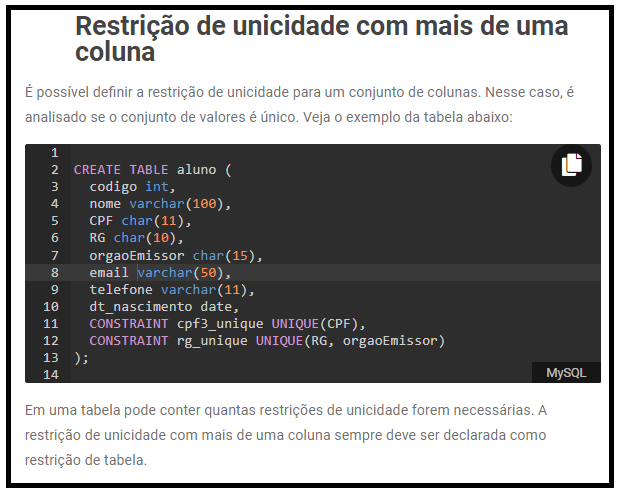 Restrição de unicidade com mais de uma
coluna
É possível definir a restrição de unicidade para um conjunto de colunas. Nesse caso, é
analisado se o conjunto de valores é único. Veja o exemplo da tabela abaixo:
1
2 CREATE TABLE aluno (
3 codigo int,
4 nome varchar(100),
5 CPF char(11),
6 RG char(10),
7 orgaoEmissor char(15),
8 email varchar(50),
9 telefone varchar(11),
10 dt_nascimento date,
11 CONSTRAINT cpf3_unique UNIQUE(CPF),
12 CONSTRAINT rg_unique UNIQUE(RG, orgaoEmissor)
13 );
14
MySQL
Em uma tabela pode conter quantas restrições de unicidade forem necessárias. A
restrição de unicidade com mais de uma coluna sempre deve ser declarada como
restrição de tabela.